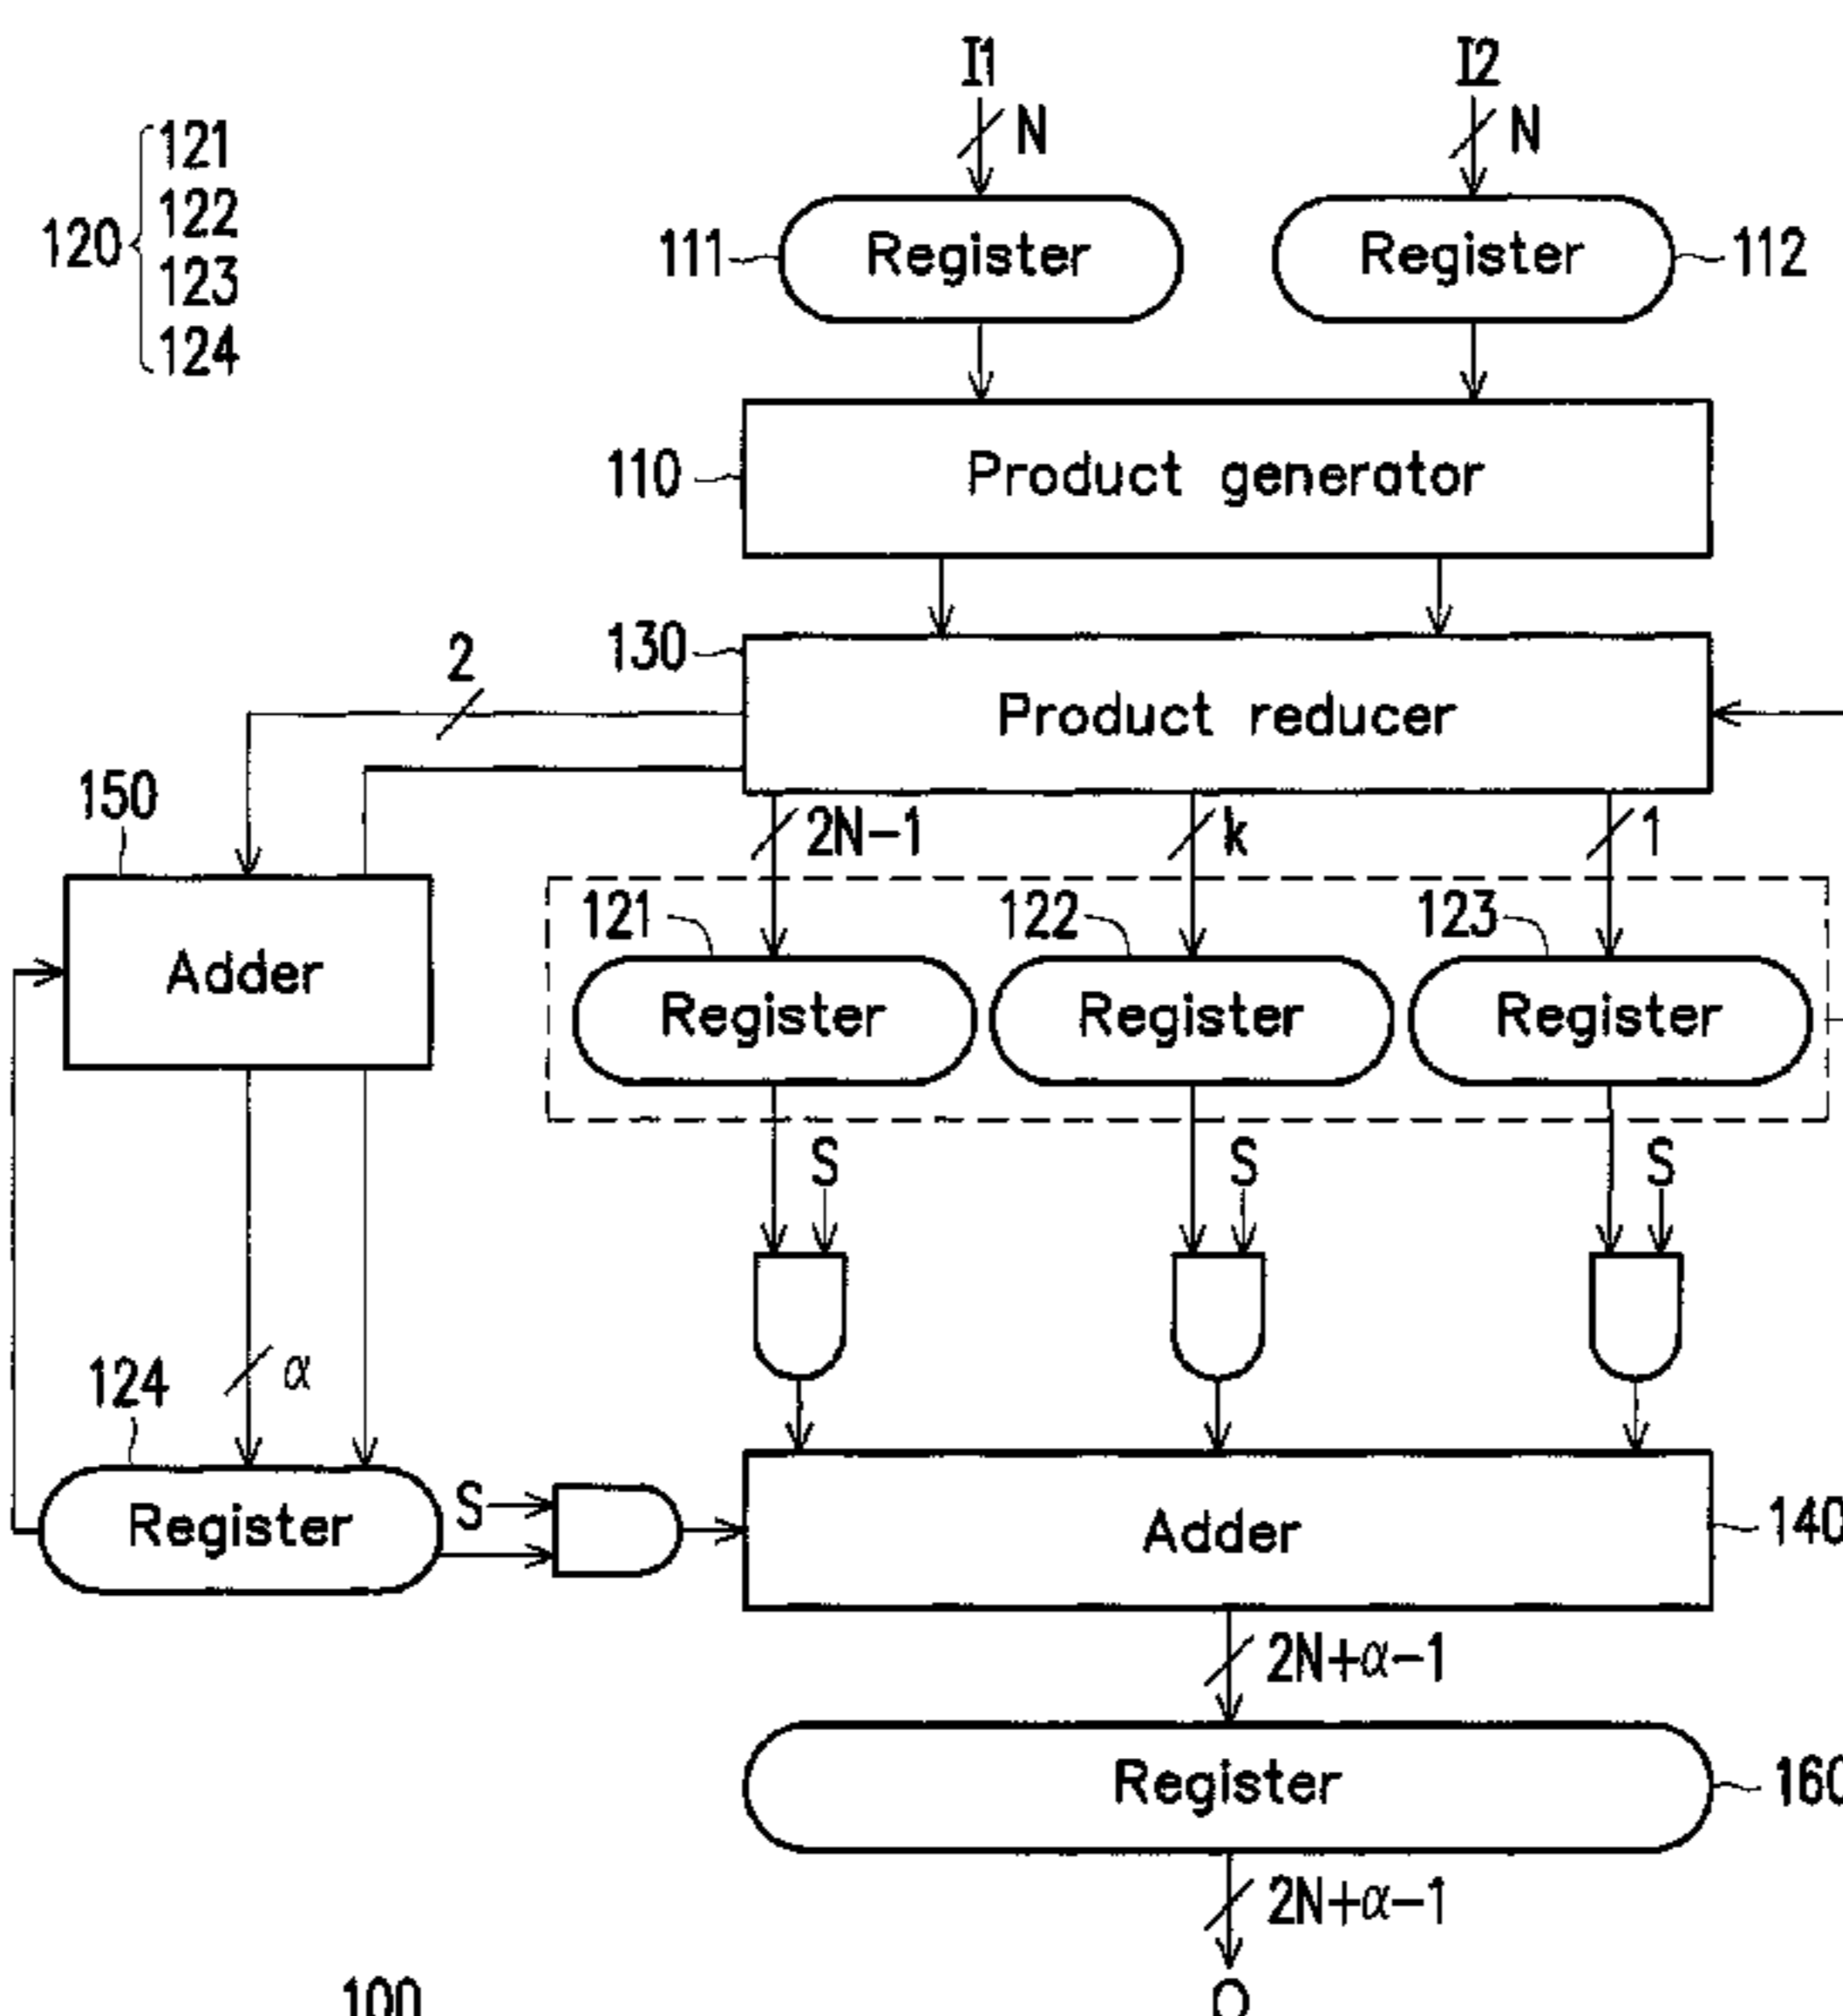 I1
I2
N
N
120
121
122
123
124
111
Register
Register
112
110
Product generator
130
Product reducer
2
150
Adder
2N-1
k
1
121
122
123
Register
Register
Register
S
S
S
α
124
Register
S
Adder
140
2N+α-1
Register
160
2N+α-1
O
100